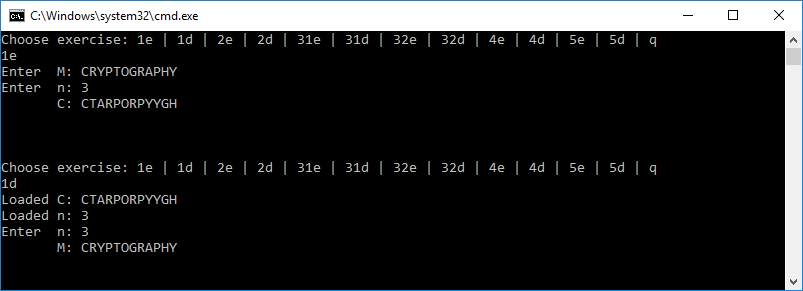 C:\Windows\system32\cmd.exe
Choose exercise: 1e | 1d | 2e | 2d | 31e | 31d | 32e | 32d | 4e | 4d | 5e | 5d | q
1e
Enter  M: CRYPTOGRAPHY
Enter  n: 3
       C: CTARPORPYYGH
Choose exercise: 1e | 1d | 2e | 2d | 31e | 31d | 32e | 32d | 4e | 4d | 5e | 5d | q
1d
Loaded C: CTARPORPYYGH
Loaded n: 3
Enter  n: 3
       M: CRYPTOGRAPHY